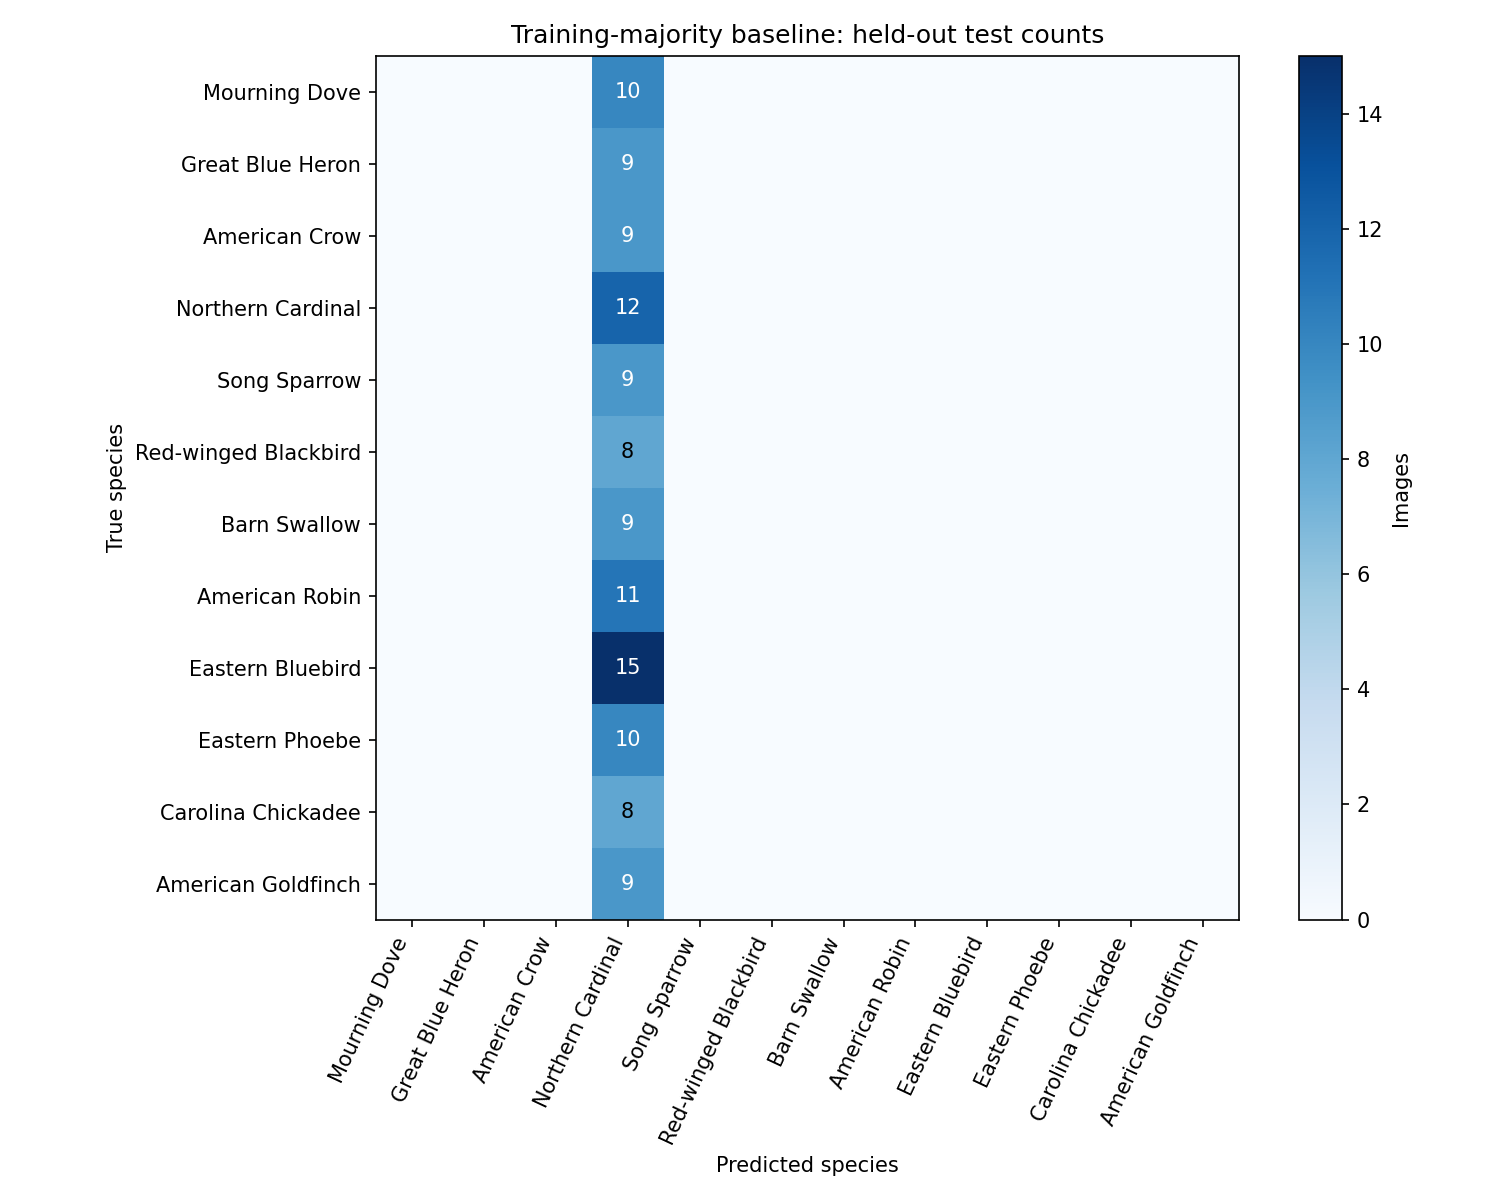 Training-majority baseline: held-out test counts
True species
Mourning Dove 10
Great Blue Heron 9
American Crow 9
Northern Cardinal 12
Song Sparrow 9
Red-winged Blackbird 8
Barn Swallow 9
American Robin 11
Eastern Bluebird 15
Eastern Phoebe 10
Carolina Chickadee 8
American Goldfinch 9
Mourning Dove
Great Blue Heron
American Crow
Northern Cardinal
Song Sparrow
Red-winged Blackbird
Barn Swallow
American Robin
Eastern Bluebird
Eastern Phoebe
Carolina Chickadee
American Goldfinch
Predicted species
14
12
10
8
6
4
2
0
Images